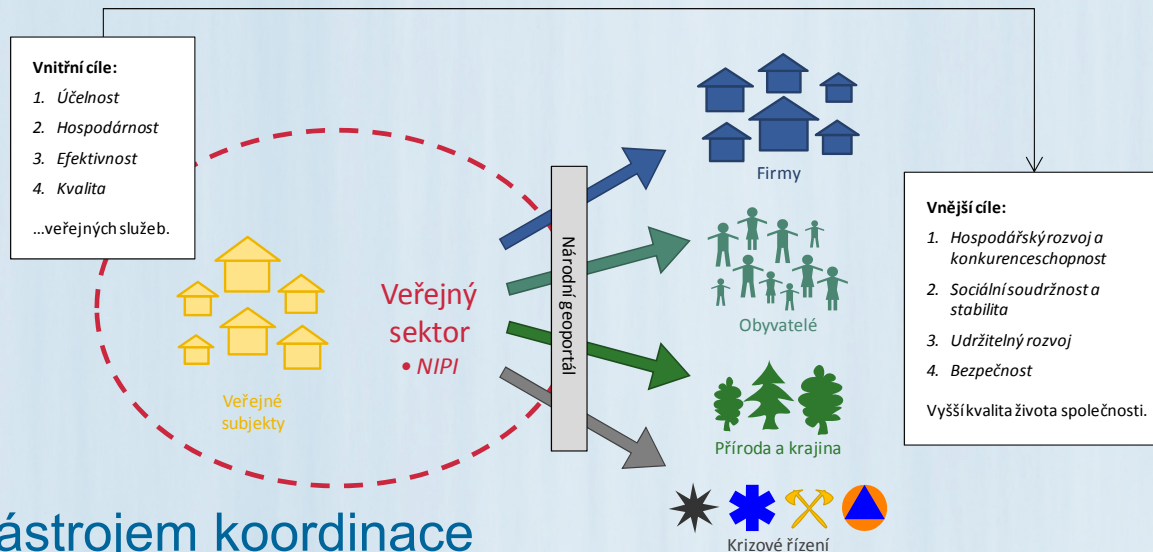 Vnitřní cíle:
1. Účelnost
2. Hospodárnost
3. Efektivnost
4. Kvalita
...veřejných služeb.
Veřejné
subjekty
Veřejný
sektor
• NIPI
Národní geoportál
Firmy
Obyvatelé
Příroda a krajina
Krizové řízení
Vnější cíle:
1. Hospodářský rozvoj a
konkurenceschopnost
2. Sociální soudržnost a
stabilita
3. Udržitelný rozvoj
4. Bezpečnost
Vyšší kvalita života společnosti.
ástrojem koordinace